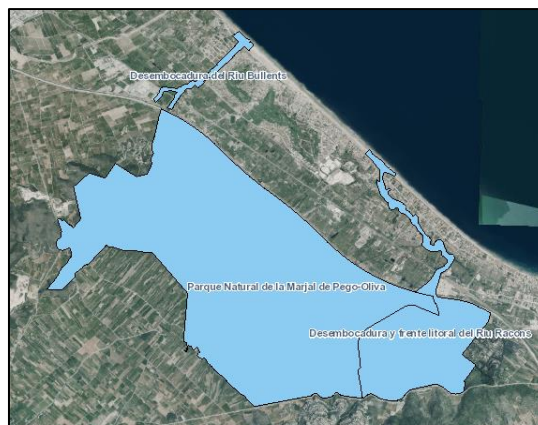 Desembocadura del Riu Bullents
Parque Natural de la Marjal de Pego-Oliva
Desembocadura y frente litoral del Riu Racons